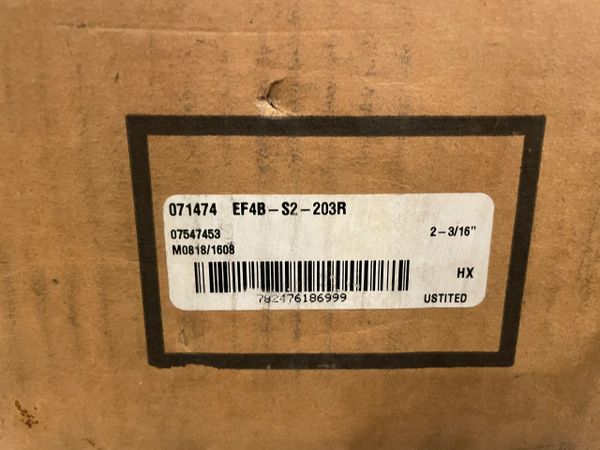 071474 EF4B-S2-203R
07547453 2-3/16"
M0818/1608
HX
782476186999 USTITED